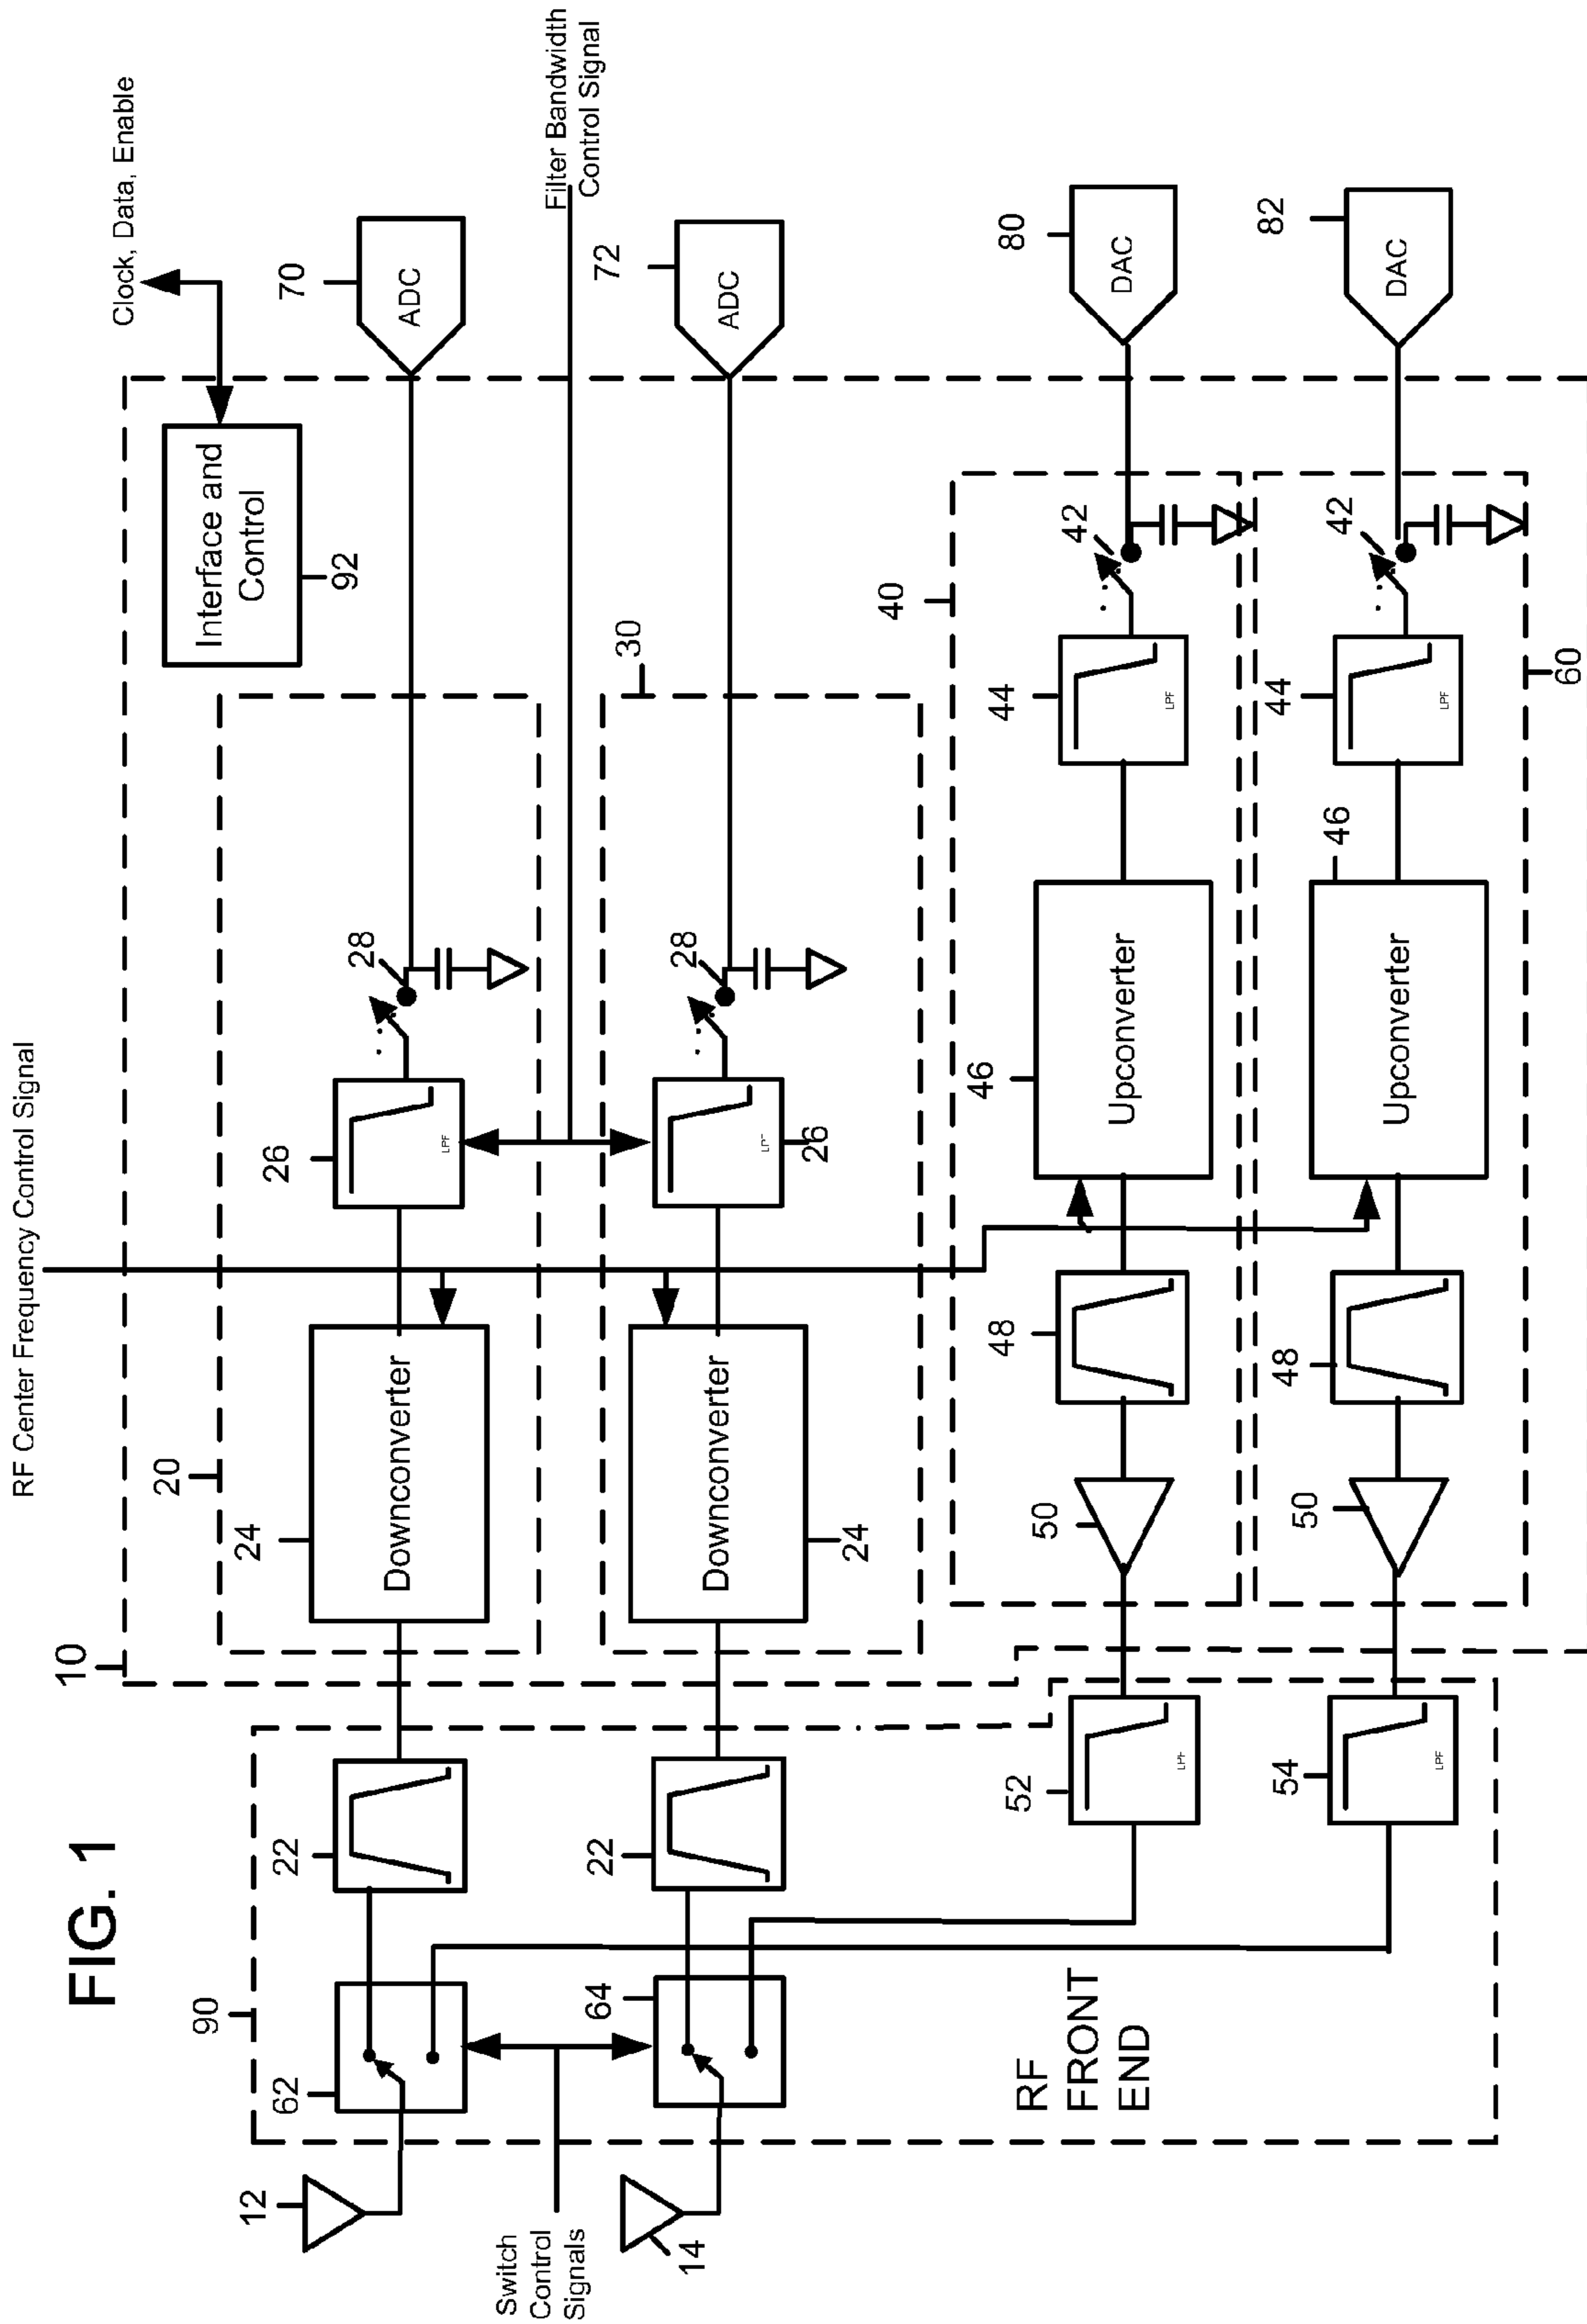 FIG. 1
RF Center Frequency Control Signal
Clock, Data, Enable
10
Interface and
Control
92
70
ADC
20
24
Downconverter
26
LPF
28
Filter Bandwidth
Control Signal
90
62
12
22
Switch
Control
Signals
64
14
22
30
Downconverter
24
26
28
72
ADC
RF
FRONT
END
40
50
48
46
Upconverter
44
LPF
42
80
DAC
52
60
50
48
46
Upconverter
44
LPF
42
82
DAC
54
LPF